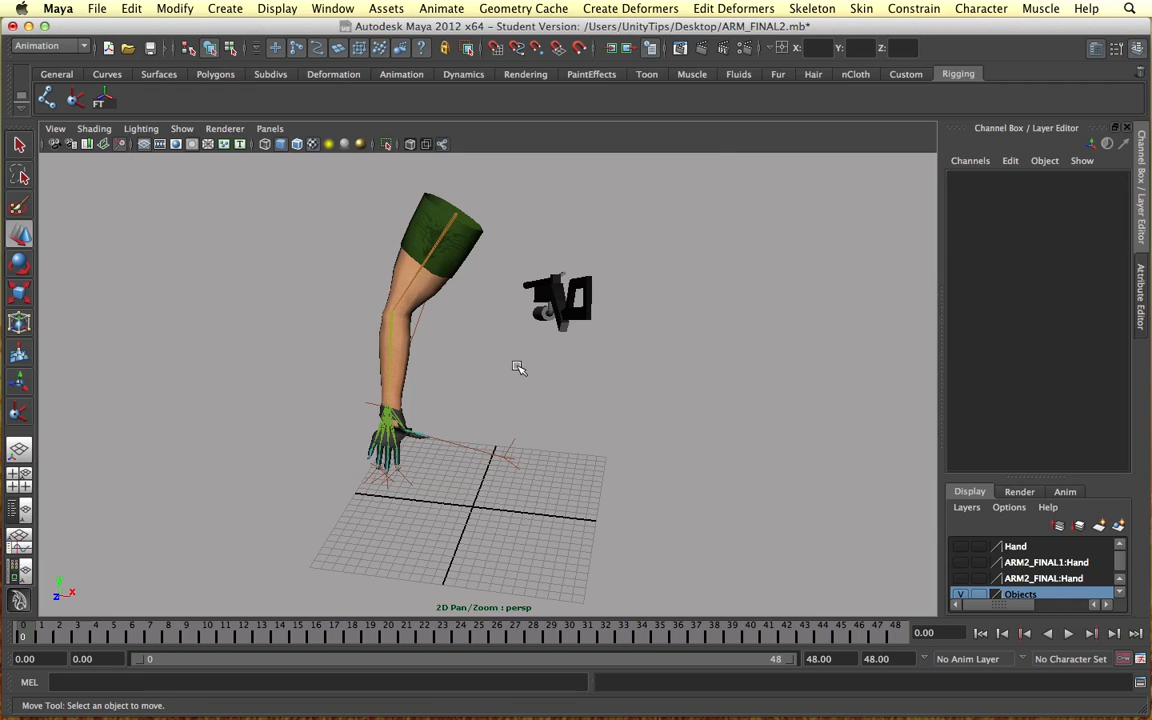 Maya File Edit Modify Create Display Window Assets Animate Geometry Cache Create Deformers Edit Deformers Skeleton Skin Constrain Character Muscle Help
Autodesk Maya 2012 x64 - Student Version: /Users/UnityTips/Desktop/ARM_FINAL2.mb*
Animation X: Y: Z:
General Curves Surfaces Polygons Subdivs Deformation Animation Dynamics Rendering PaintEffects Toon Muscle Fluids Fur Hair nCloth Custom Rigging
FT
View Shading Lighting Show Renderer Panels
Channel Box / Layer Editor
Channels Edit Object Show
Channel Box / Layer Editor
Attribute Editor
Display Render Anim
Layers Options Help
Hand
ARM2_FINAL1:Hand
ARM2_FINAL:Hand
V Objects
y
z x
2D Pan/Zoom : persp
0 1 2 3 4 5 6 7 8 9 10 11 12 13 14 15 16 17 18 19 20 21 22 23 24 25 26 27 28 29 30 31 32 33 34 35 36 37 38 39 40 41 42 43 44 45 46 47 48
0 0.00
0.00 0.00 0 48 48.00 48.00 No Anim Layer No Character Set
MEL
Move Tool: Select an object to move.